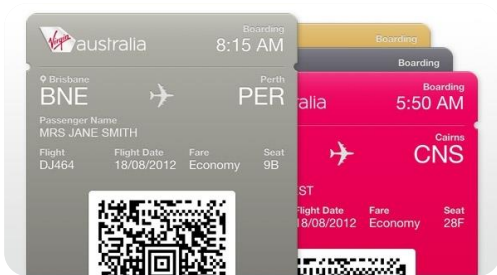 Virgin australia
Boarding
8:15 AM
Brisbane Perth
BNE PER
Passenger Name
MRS JANE SMITH
Flight Flight Date Fare Seat
DJ464 18/08/2012 Economy 9B
Boarding
Boarding
Boarding
ralia 5:50 AM
Cairns
CNS
EST
Flight Date Fare Seat
18/08/2012 Economy 28F